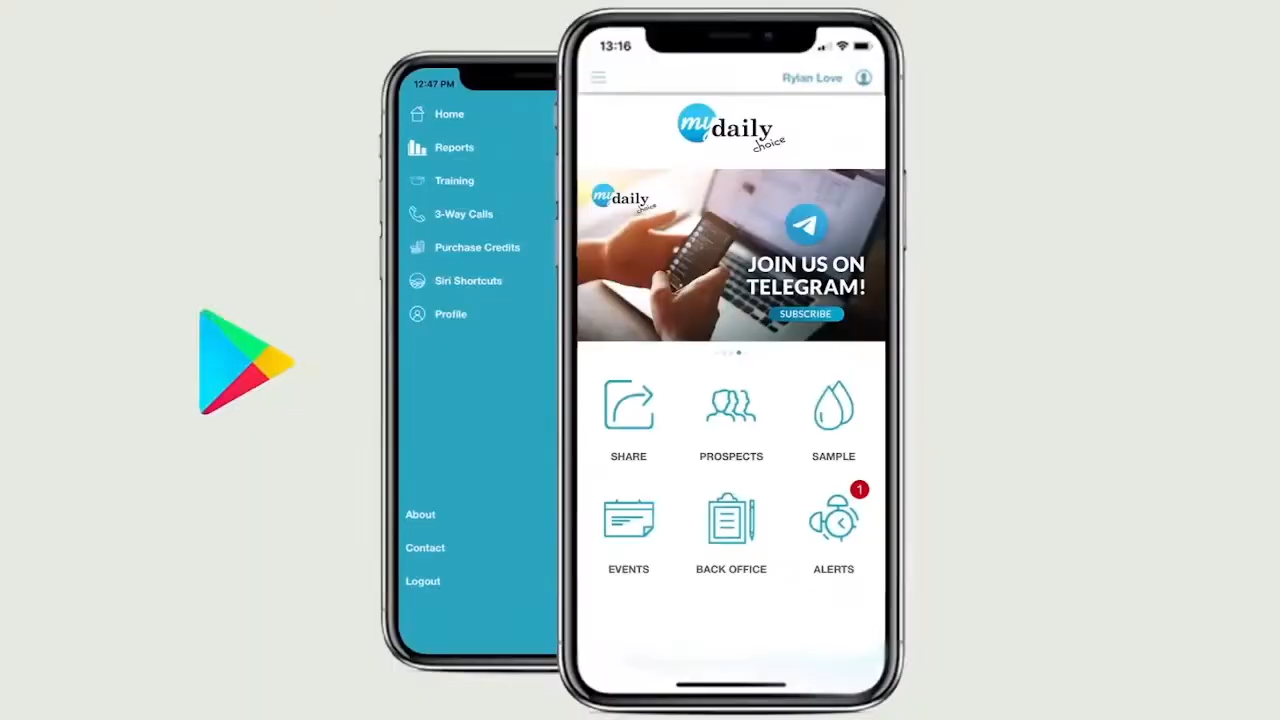 12:47 PM
Home
Reports
Training
3-Way Calls
Purchase Credits
Siri Shortcuts
Profile
About
Contact
Logout
13:16
Rylan Love
my daily
choice
my daily
choice
JOIN US ON
TELEGRAM!
SUBSCRIBE
SHARE
PROSPECTS
SAMPLE
1
EVENTS
BACK OFFICE
ALERTS